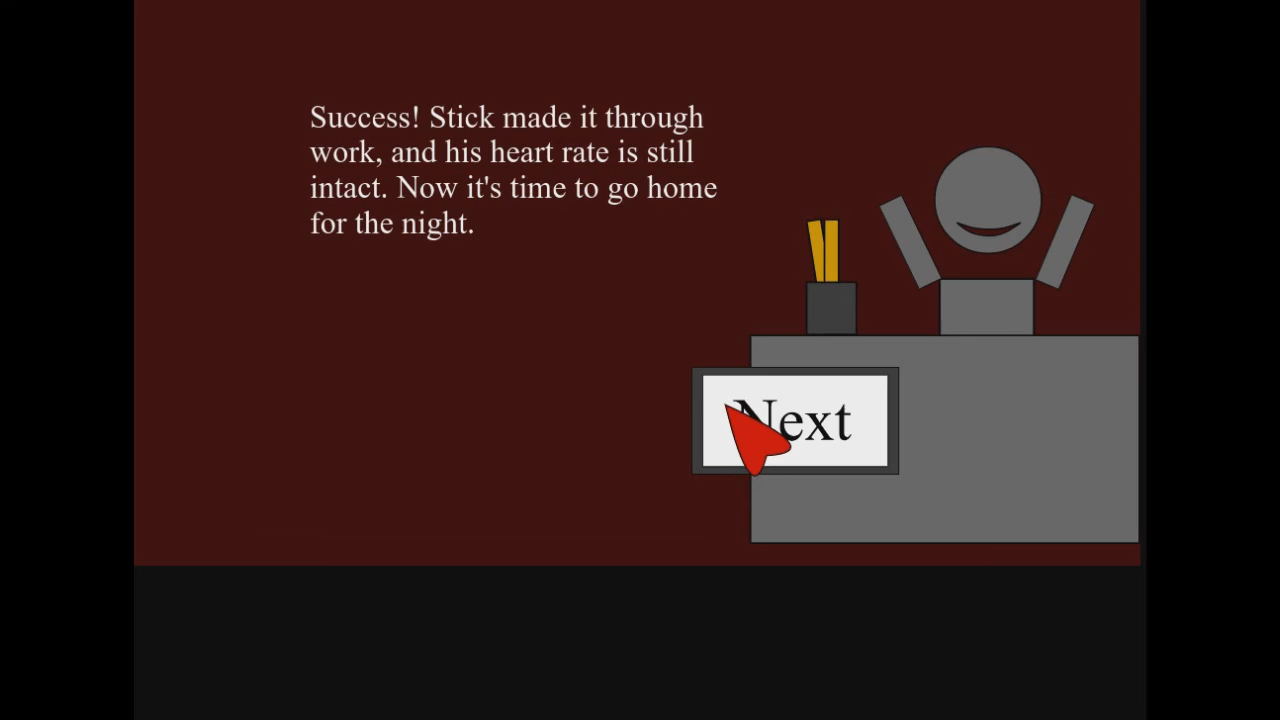 Success! Stick made it through
work, and his heart rate is still
intact. Now it's time to go home
for the night.
Next